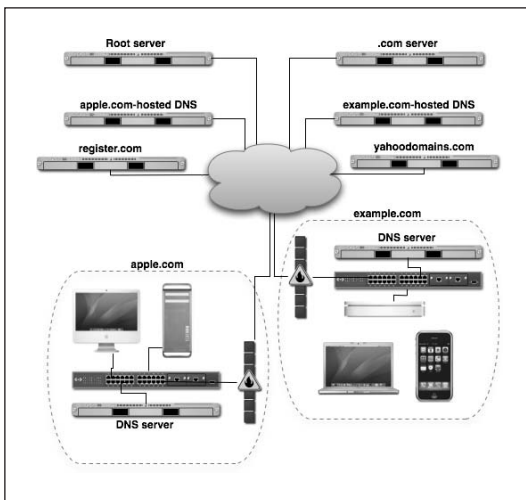 Root server
.com server
apple.com-hosted DNS
example.com-hosted DNS
register.com
yahoodomains.com
example.com
DNS server
apple.com
DNS server